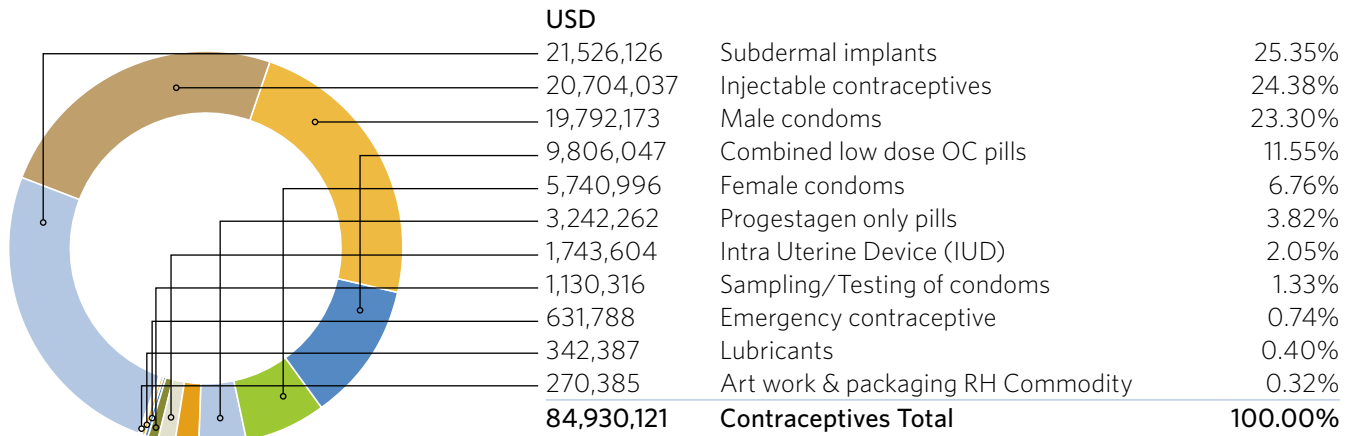 USD
21,526,126 Subdermal implants 25.35%
20,704,037 Injectable contraceptives 24.38%
19,792,173 Male condoms 23.30%
9,806,047 Combined low dose OC pills 11.55%
5,740,996 Female condoms 6.76%
3,242,262 Progestagen only pills 3.82%
1,743,604 Intra Uterine Device (IUD) 2.05%
1,130,316 Sampling/Testing of condoms 1.33%
631,788 Emergency contraceptive 0.74%
342,387 Lubricants 0.40%
270,385 Art work & packaging RH Commodity 0.32%
84,930,121 Contraceptives Total 100.00%